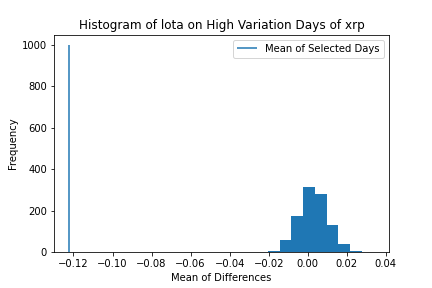 Histogram of Iota on High Variation Days of xrp
Mean of Selected Days
1000
800
600
400
200
0
Frequency
−0.12 −0.10 −0.08 −0.06 −0.04 −0.02 0.00 0.02 0.04
Mean of Differences